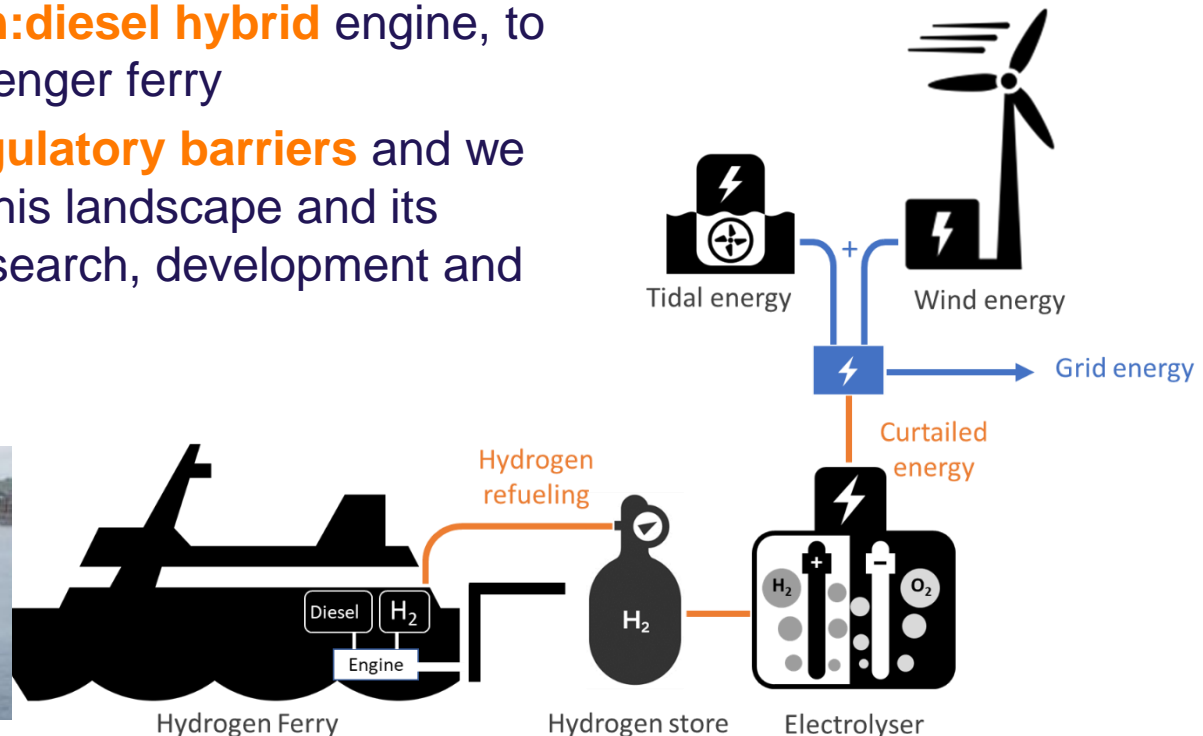 :diesel hybrid engine, to
enger ferry
gulatory barriers and we
his landscape and its
search, development and
+
Tidal energy
Wind energy
Grid energy
Curtailed
energy
Hydrogen
refueling
+
−
H₂
O₂
H₂
Diesel
H₂
Engine
Hydrogen Ferry
Hydrogen store
Electrolyser